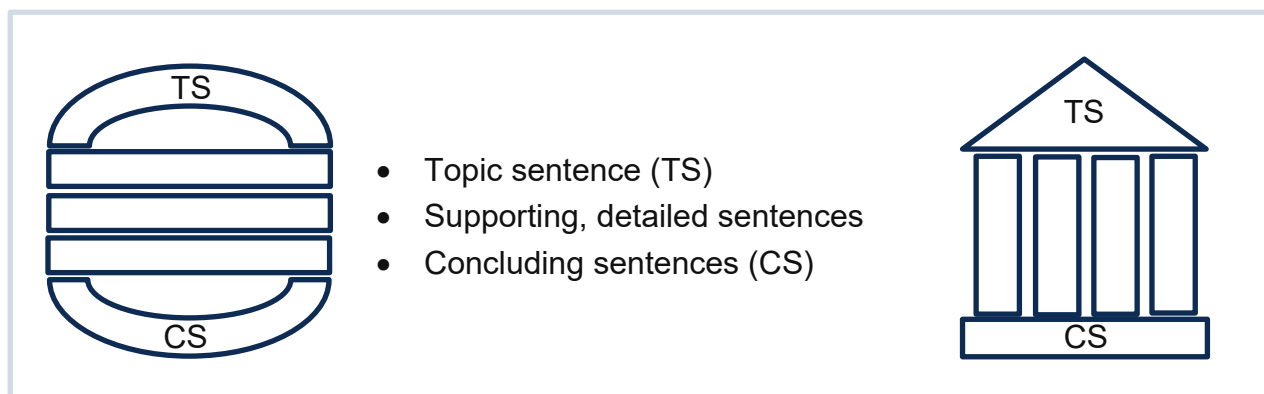 TS
• Topic sentence (TS)
• Supporting, detailed sentences
• Concluding sentences (CS)
CS
TS
CS